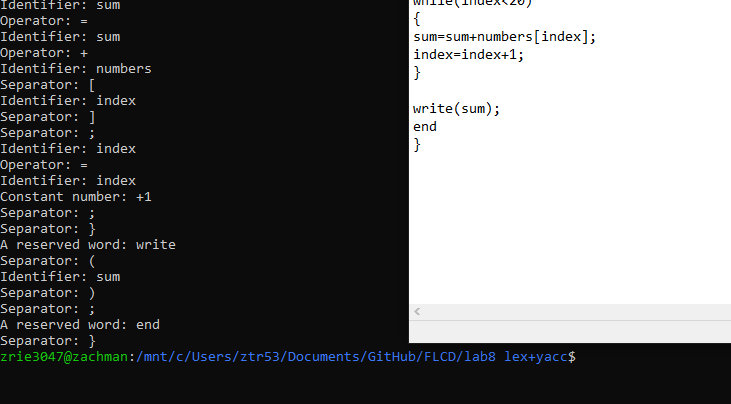 Identifier: sum
Operator: =
Identifier: sum
Operator: +
Identifier: numbers
Separator: [
Identifier: index
Separator: ]
Separator: ;
Identifier: index
Operator: =
Identifier: index
Constant number: +1
Separator: ;
Separator: }
A reserved word: write
Separator: (
Identifier: sum
Separator: )
Separator: ;
A reserved word: end
Separator: }
zrie3047@zachman:/mnt/c/Users/ztr53/Documents/GitHub/FLCD/lab8 lex+yacc$
while(index<20)
{
sum=sum+numbers[index];
index=index+1;
}
write(sum);
end
}